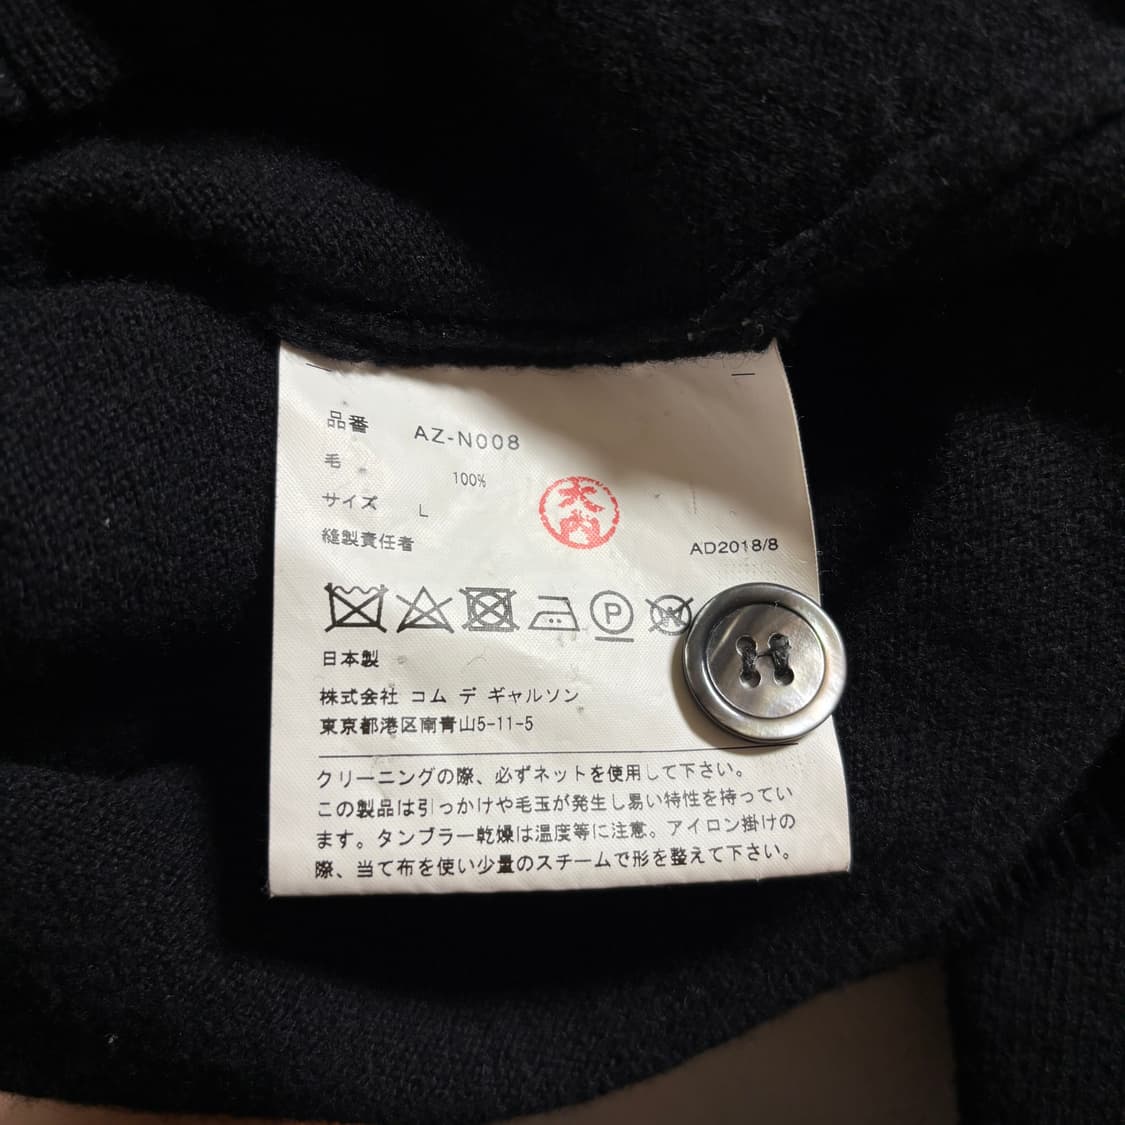 品番 AZ-N008
毛 100%
サイズ L
縫製責任者 大内
AD2018/8
P
W
日本製
株式会社 コム デ ギャルソン
東京都港区南青山5-11-5
クリーニングの際、必ずネットを使用して下さい。
この製品は引っかけや毛玉が発生し易い特性を持ってい
ます。タンブラー乾燥は温度等に注意。アイロン掛けの
際、当て布を使い少量のスチームで形を整えて下さい。